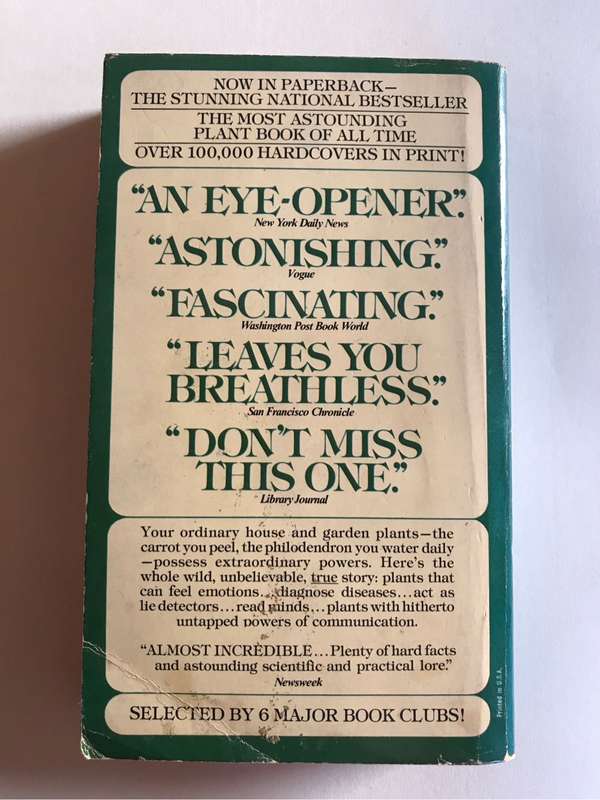 NOW IN PAPERBACK—
THE STUNNING NATIONAL BESTSELLER
THE MOST ASTOUNDING
PLANT BOOK OF ALL TIME
OVER 100,000 HARDCOVERS IN PRINT!
“AN EYE-OPENER.”
New York Daily News
“ASTONISHING.”
Vogue
“FASCINATING.”
Washington Post Book World
“LEAVES YOU
BREATHLESS.”
San Francisco Chronicle
“DON'T MISS
THIS ONE.”
Library Journal
Your ordinary house and garden plants—the
carrot you peel, the philodendron you water daily
—possess extraordinary powers. Here's the
whole wild, unbelievable, true story: plants that
can feel emotions...diagnose diseases...act as
lie detectors...read minds...plants with hitherto
untapped powers of communication.
“ALMOST INCREDIBLE...Plenty of hard facts
and astounding scientific and practical lore.”
Newsweek
SELECTED BY 6 MAJOR BOOK CLUBS!
Printed in U.S.A.